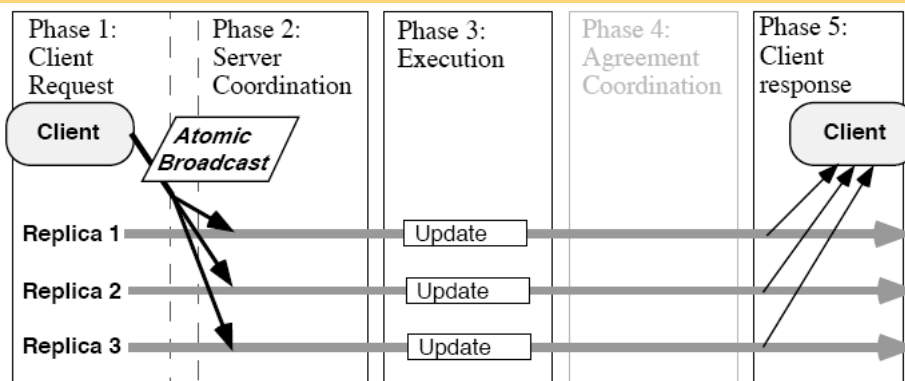 Phase 1:
Client
Request
Phase 2:
Server
Coordination
Phase 3:
Execution
Phase 4:
Agreement
Coordination
Phase 5:
Client
response
Client
Atomic
Broadcast
Client
Replica 1
Update
Replica 2
Update
Replica 3
Update